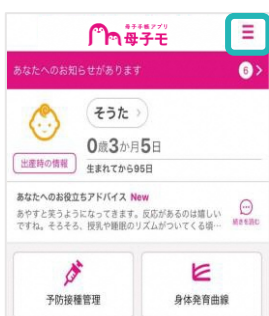 母子手帳アプリ
母子モ
あなたへのお知らせがあります
6
そうた
0歳3か月5日
出産時の情報
生まれてから95日
あなたへのお役立ちアドバイス New
あやすと笑うようになってきます。反応があるのは嬉しい
ですね。そろそろ、授乳や睡眠のリズムがついてくる頃…
続きを読む
予防接種管理
身体発育曲線